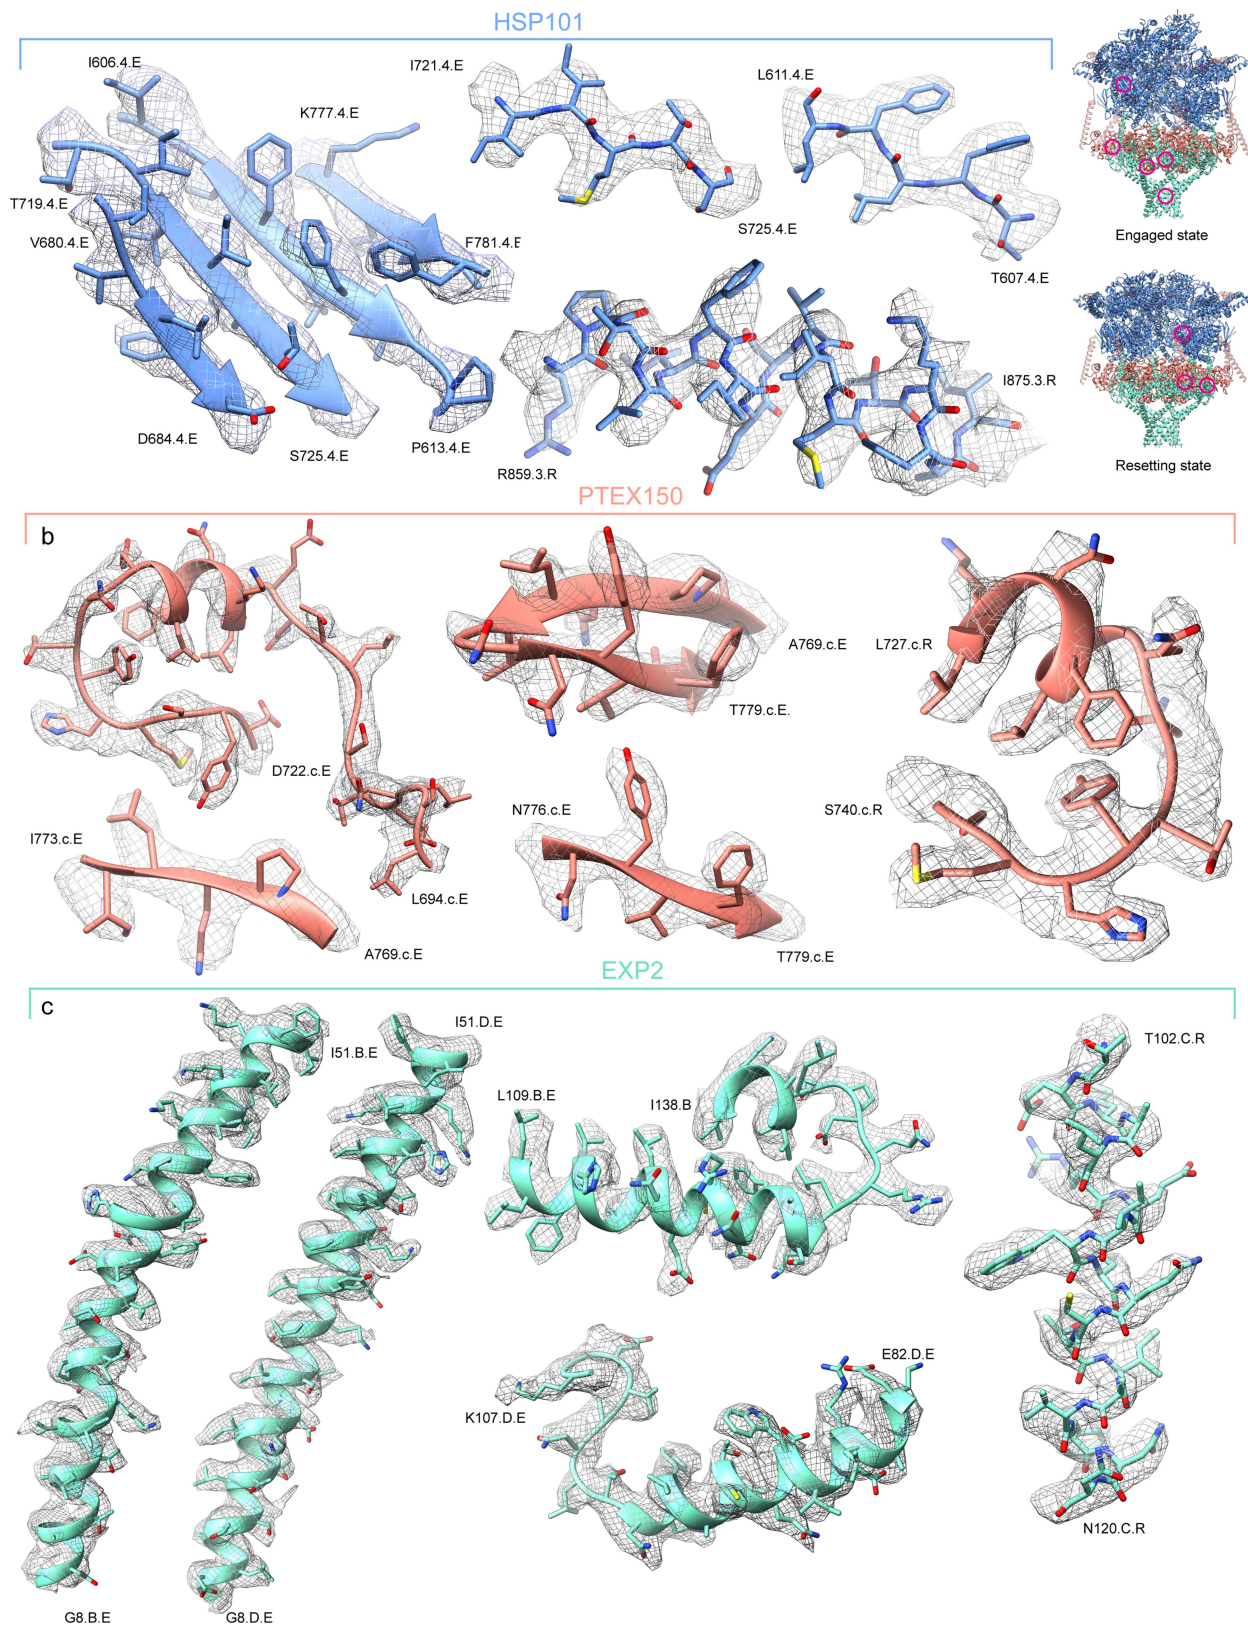 HSP101
I606.4.E
K777.4.E
T719.4.E
V680.4.E
F781.4.E
D684.4.E
S725.4.E
P613.4.E
I721.4.E
S725.4.E
L611.4.E
T607.4.E
R859.3.R
I875.3.R
Engaged state
Resetting state
PTEX150
b
D722.c.E
L694.c.E
I773.c.E
A769.c.E
A769.c.E
T779.c.E.
N776.c.E
T779.c.E
L727.c.R
S740.c.R
EXP2
c
I51.B.E
I51.D.E
G8.B.E
G8.D.E
L109.B.E
I138.B
K107.D.E
E82.D.E
T102.C.R
N120.C.R